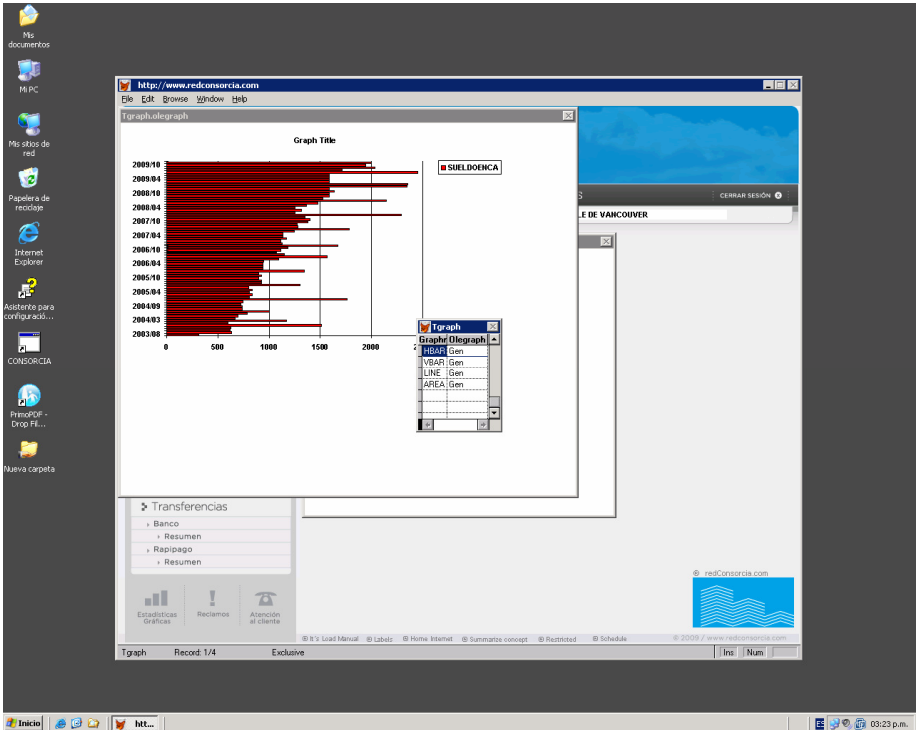 Mis
documentos
Mi PC
Mis sitios de
red
Papelera de
reciclaje
Internet
Explorer
Asistente para
configuració...
CONSORCIA
PrimoPDF -
Drop Fil...
Nueva carpeta
http://www.redconsorcia.com
File Edit Browse Window Help
Tgraph.olegraph
Graph Title
SUELDOENCA
2009/10
2009/04
2008/10
2008/04
2007/10
2007/04
2006/10
2006/04
2005/10
2005/04
2004/09
2004/03
2003/08
0 500 1000 1500 2000
S
CERRAR SESIÓN
LE DE VANCOUVER
Tgraph
Graphr Olegraph
HBAR Gen
VBAR Gen
LINE Gen
AREA Gen
Transferencias
Banco
Resumen
Rapipago
Resumen
Estadísticas
Gráficas
Reclamos
Atención
al cliente
redConsorcia.com
It's Load Manual Labels Home Internet Summarize concept Restricted Schedule © 2009 / www.redconsorcia.com
Tgraph Record: 1/4 Exclusive Ins Num
Inicio htt... ES 03:23 p.m.